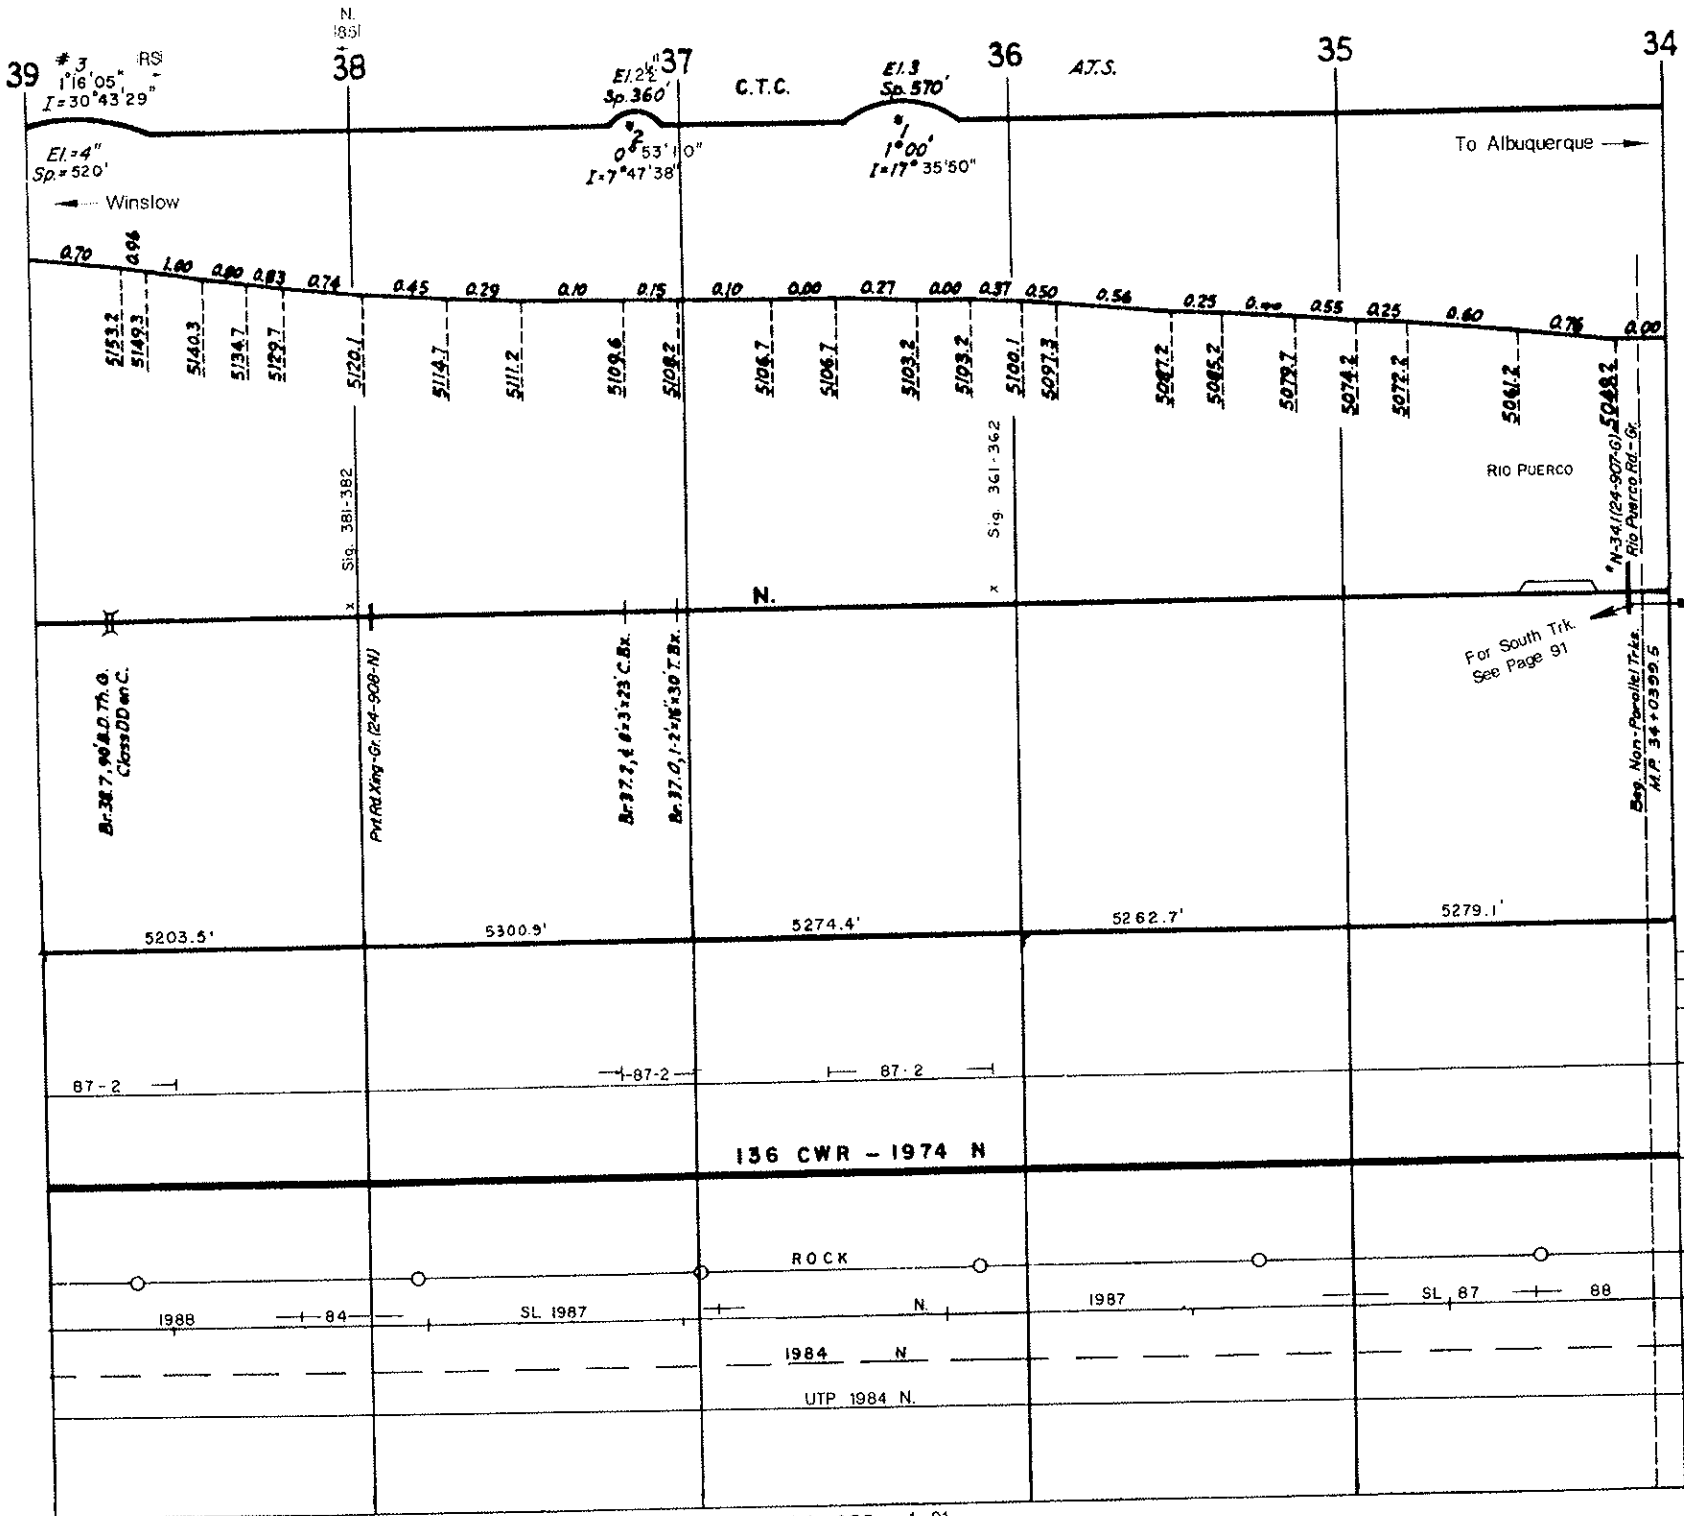 N.
1851
39
# 3
RSI
38
37
36
35
34
1°16'05"
I=30°43'29"
El. 2½"
Sp. 360'
C.T.C.
El. 3
Sp. 570'
A.T.S.
#2
0°53'10"
I=7°47'38"
#1
1°00'
I=17°35'50"
To Albuquerque
El.=4"
Sp.=520'
Winslow
0.70 0.96 1.00 0.80 0.83 0.74 0.45 0.29 0.10 0.15 0.10 0.00 0.27 0.00 0.37 0.50 0.56 0.25 0.40 0.55 0.25 0.60 0.76 0.00
5153.2 5149.3 5140.3 5134.7 5129.7 5120.1 5114.7 5111.2 5109.6 5108.2 5106.7 5106.7 5103.2 5103.2 5100.1 5097.3 5087.2 5085.2 5079.7 5074.2 5072.2 5061.2 5048.2
Sig. 381-382
Sig. 361-362
RIO PUERCO
*N-34.1(24-907-G)
Rio Puerco Rd.-Gr.
x
x
N.
For South Trk.
See Page 91
Br. 38.7, 90' B.D. Th. G.
Class DD on C.
Pvt. Rd. Xing-Gr. (24-908-N)
Br. 37.2, 4 8'x3'x23' C. Bx.
Br. 37.0, 1-2'x16'x30' T. Bx.
Beg. Non-Parallel Trks.
M.P. 34+0399.5
5203.5' 5300.9' 5274.4' 5262.7' 5279.1'
87-2 87-2 87-2
136 CWR - 1974 N
ROCK
1988 84 SL 1987 N. 1987 SL 87 88
1984 N
UTP 1984 N.